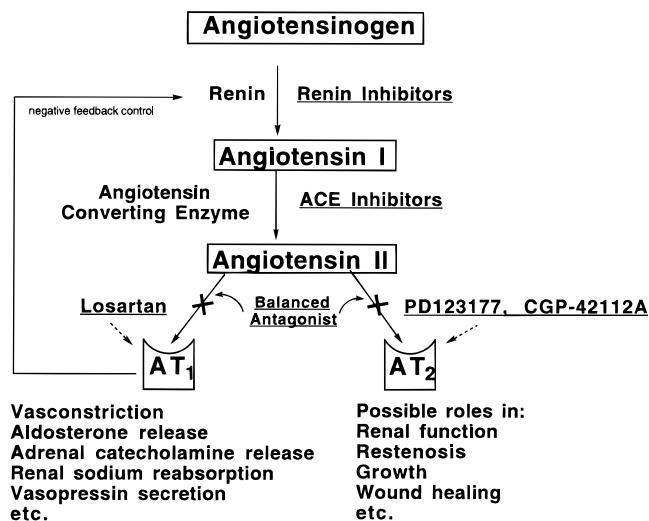 Angiotensinogen
Renin
Renin Inhibitors
negative feedback control
Angiotensin I
Angiotensin
Converting Enzyme
ACE Inhibitors
Angiotensin II
Losartan
Balanced
Antagonist
PD123177, CGP-42112A
AT1
AT2
Vasconstriction
Aldosterone release
Adrenal catecholamine release
Renal sodium reabsorption
Vasopressin secretion
etc.
Possible roles in:
Renal function
Restenosis
Growth
Wound healing
etc.